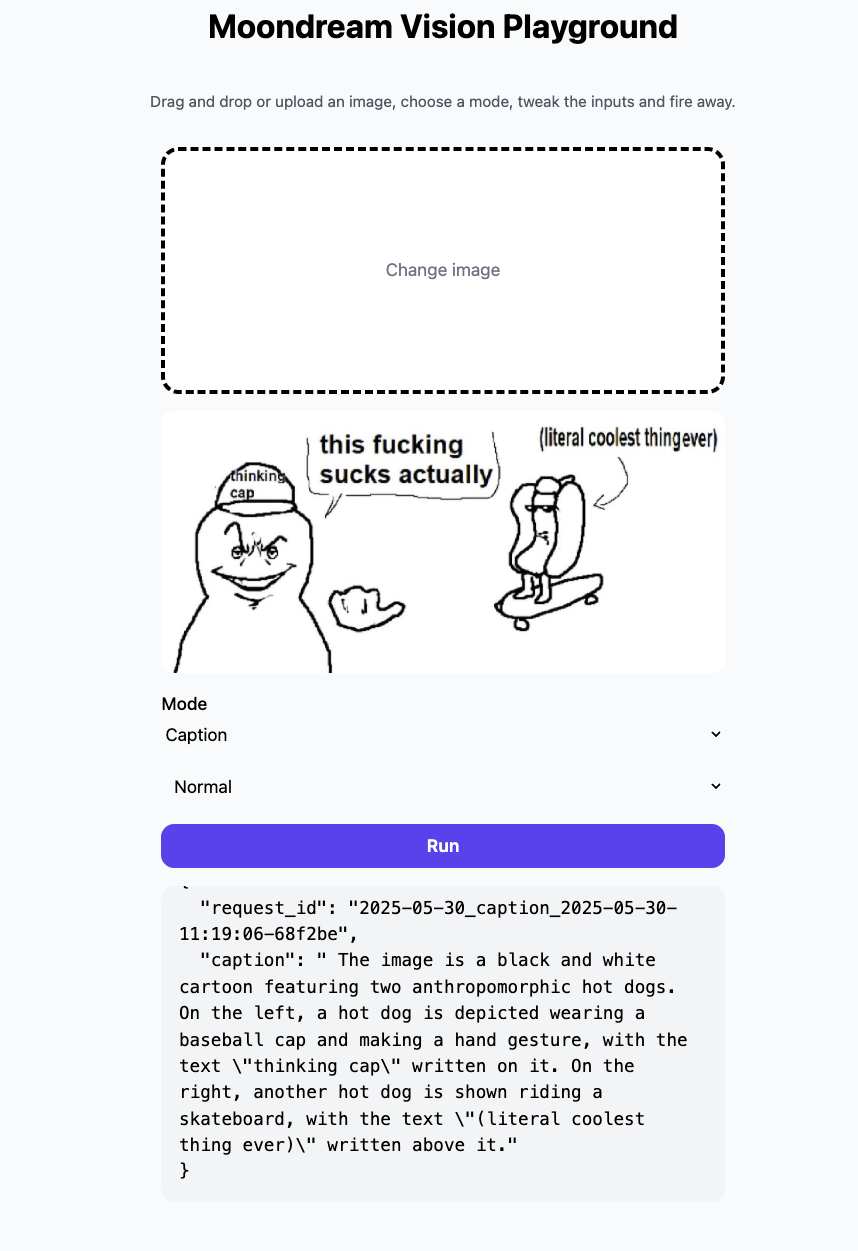 Moondream Vision Playground
Drag and drop or upload an image, choose a mode, tweak the inputs and fire away.
Change image
this fucking
sucks actually
(literal coolest thing ever)
thinking
cap
Mode
Caption
Normal
Run
{
"request_id": "2025-05-30_caption_2025-05-30-
11:19:06-68f2be",
"caption": " The image is a black and white
cartoon featuring two anthropomorphic hot dogs.
On the left, a hot dog is depicted wearing a
baseball cap and making a hand gesture, with the
text \"thinking cap\" written on it. On the
right, another hot dog is shown riding a
skateboard, with the text \"(literal coolest
thing ever)\" written above it."
}